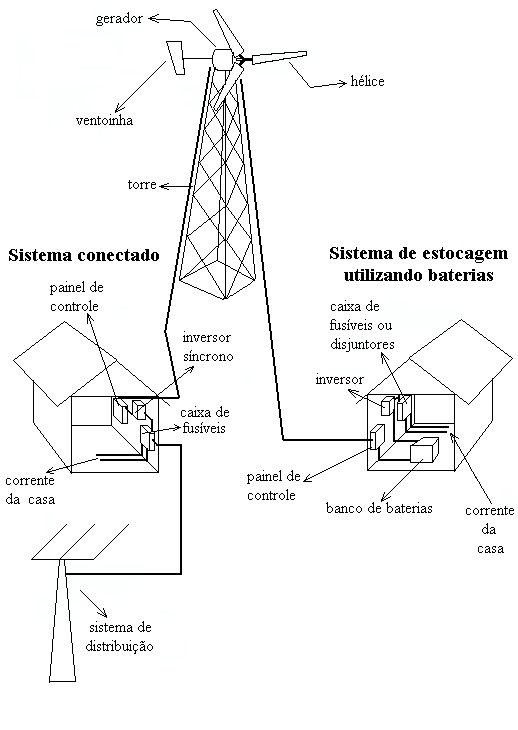 gerador
hélice
ventoinha
torre
Sistema conectado
Sistema de estocagem
utilizando baterias
painel de
controle
inversor
síncrono
caixa de
fusíveis
corrente
da casa
sistema de
distribuição
caixa de
fusíveis ou
disjuntores
inversor
painel de
controle
banco de baterias
corrente
da
casa